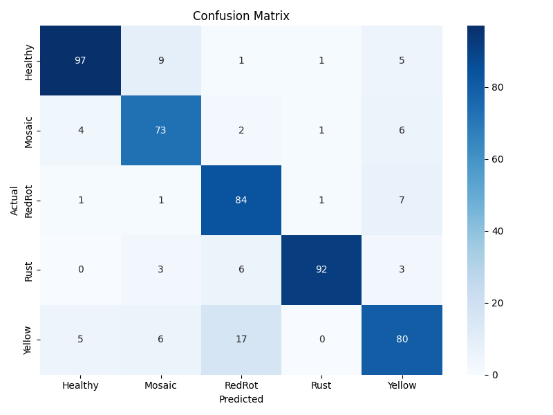 Confusion Matrix
Healthy 97 9 1 1 5
Mosaic 4 73 2 1 6
RedRot 1 1 84 1 7
Rust 0 3 6 92 3
Yellow 5 6 17 0 80
Healthy Mosaic RedRot Rust Yellow
Predicted
Actual
80
60
40
20
0